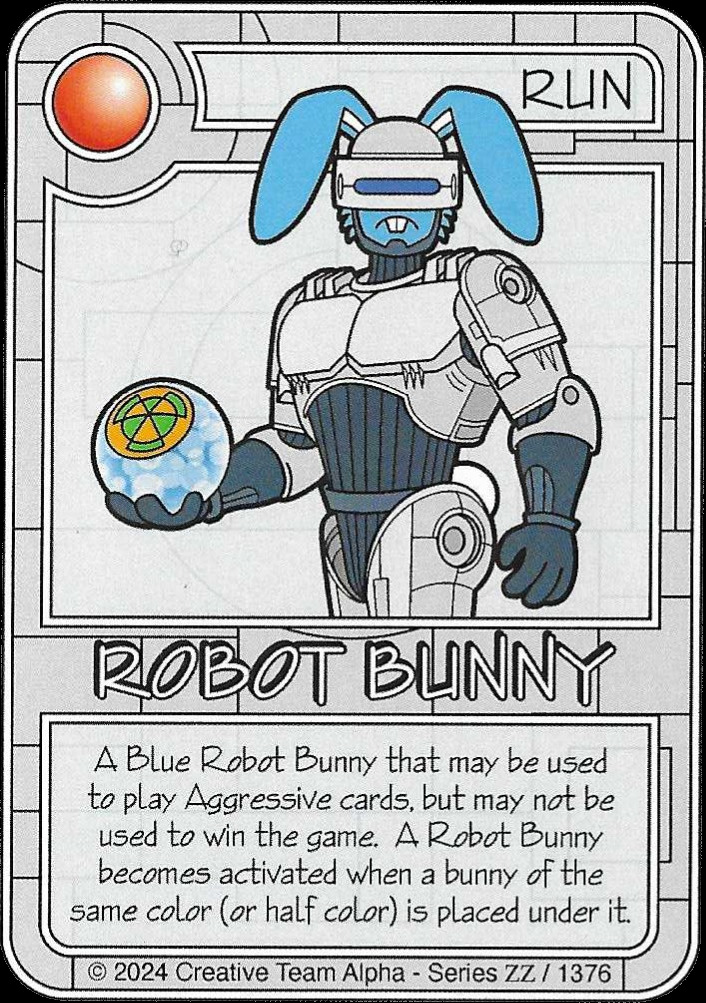 RUN
ROBOT BUNNY
A Blue Robot Bunny that may be used
to play Aggressive cards, but may not be
used to win the game. A Robot Bunny
becomes activated when a bunny of the
same color (or half color) is placed under it.
© 2024 Creative Team Alpha - Series ZZ / 1376